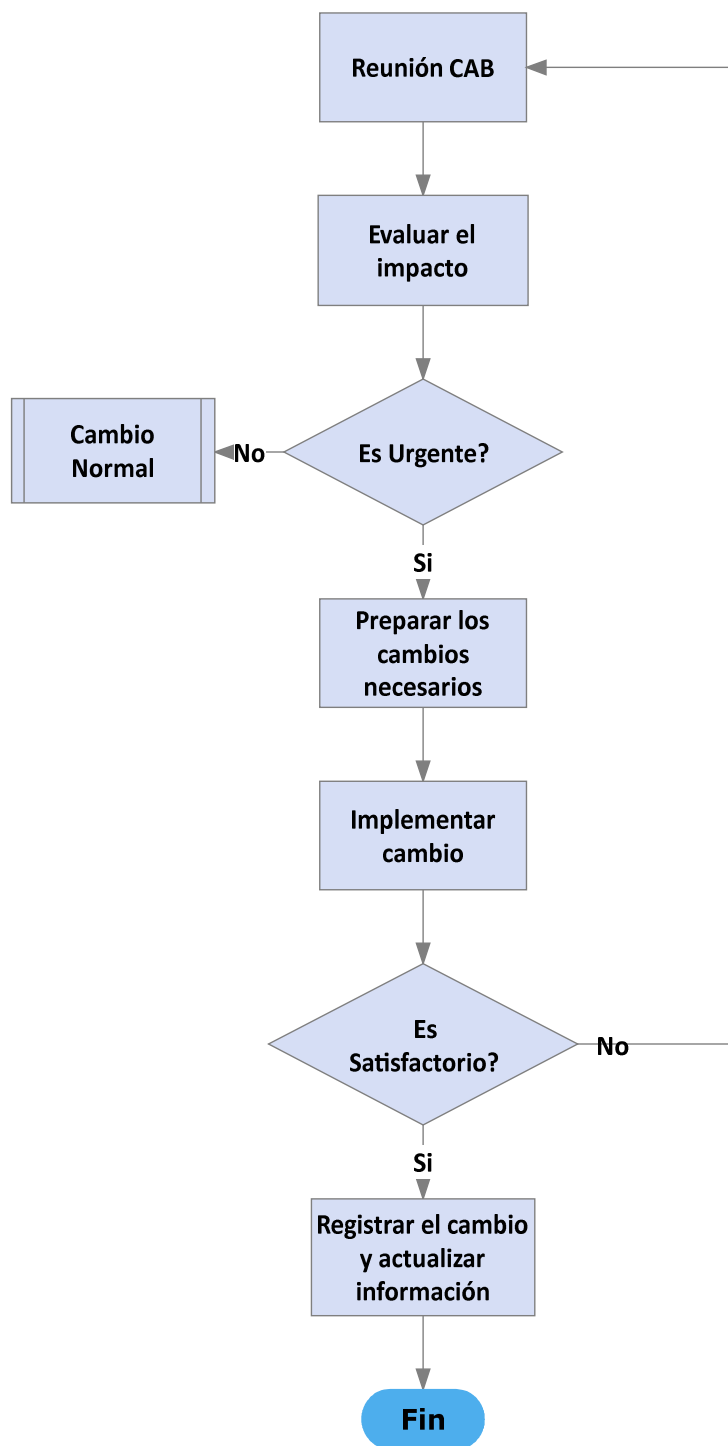 Reunión CAB
Evaluar el
impacto
Cambio
Normal
No
Es Urgente?
Si
Preparar los
cambios
necesarios
Implementar
cambio
Es
Satisfactorio?
No
Si
Registrar el cambio
y actualizar
información
Fin